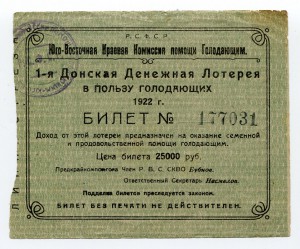 Р. С. Ф. С. Р.
Юго-Восточная Краевая Комиссия помощи Голодающим.
1-я Донская Денежная Лотерея
В ПОЛЬЗУ ГОЛОДАЮЩИХ
1922 г.
БИЛЕТ № 177031
Доход от этой лотереи предназначен на оказание семенной
и продовольственной помощи голодающим.
Цена билета 25000 руб.
Предкрайкомпомгола Член Р. В. С. СКВО Бубнов.
Ответственный Секретарь
Подделка билетов преследуется законом.
БИЛЕТ БЕЗ ПЕЧАТИ НЕ ДЕЙСТВИТЕЛЕН.